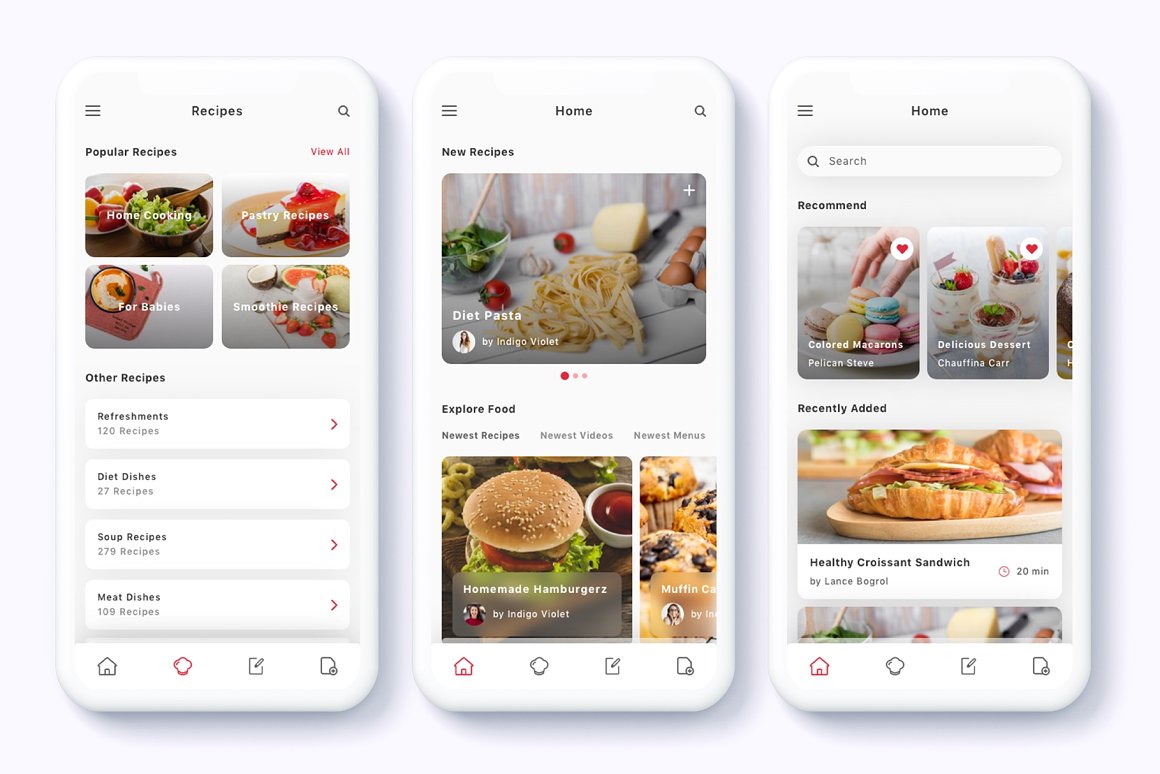 Recipes
Popular Recipes
View All
Home Cooking
Pastry Recipes
For Babies
Smoothie Recipes
Other Recipes
Refreshments
120 Recipes
Diet Dishes
27 Recipes
Soup Recipes
279 Recipes
Meat Dishes
109 Recipes
Home
New Recipes
Diet Pasta
by Indigo Violet
Explore Food
Newest Recipes
Newest Videos
Newest Menus
Homemade Hamburgerz
by Indigo Violet
Muffin Ca
by In
Home
Search
Recommend
Colored Macarons
Pelican Steve
Delicious Dessert
Chauffina Carr
Recently Added
Healthy Croissant Sandwich
by Lance Bogrol
20 min